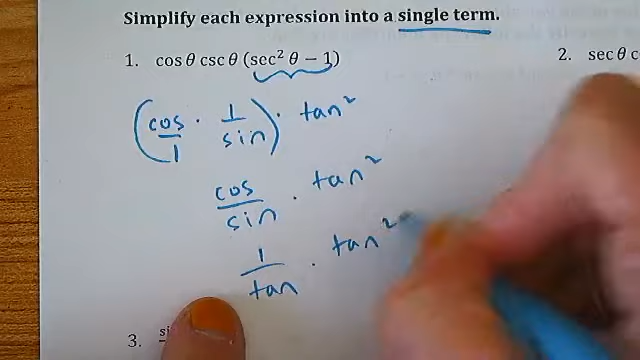 Simplify each expression into a single term.
1. cos θ csc θ (sec² θ − 1)
2. sec θ c
(cos/1 · 1/sin) · tan²
cos/sin · tan²
1/tan · tan²
3. si